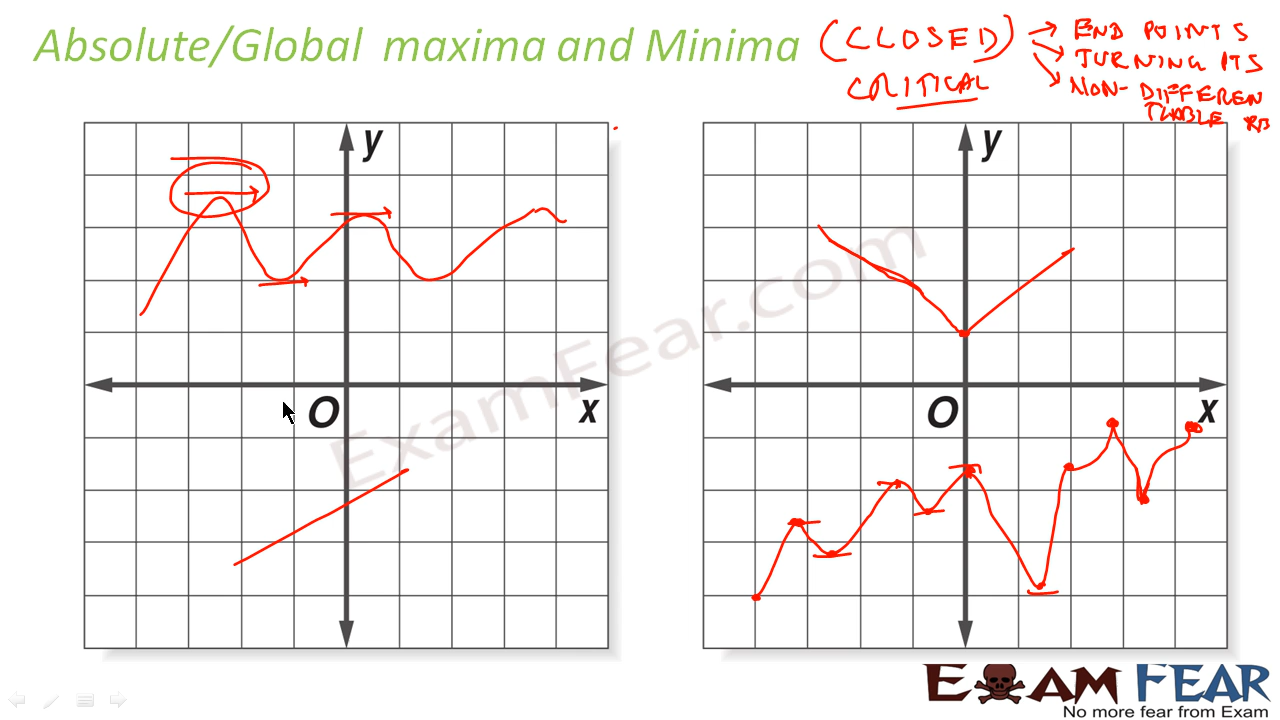 Absolute/Global maxima and Minima (CLOSED) → END POINTS
→ TURNING PTS
CRITICAL → NON-DIFFEREN
TIABLE
y
y
ExamFear.com
O
x
O
x
EXAM FEAR
No more fear from Exam